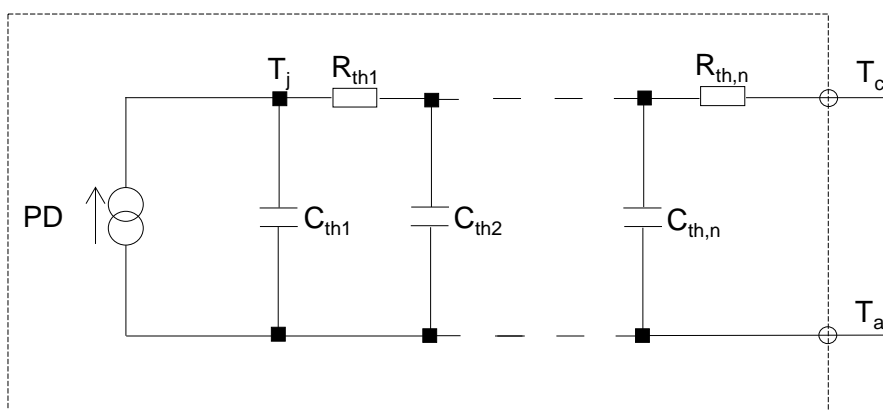 T_j
R_th1
R_th,n
T_c
PD
C_th1
C_th2
C_th,n
T_a